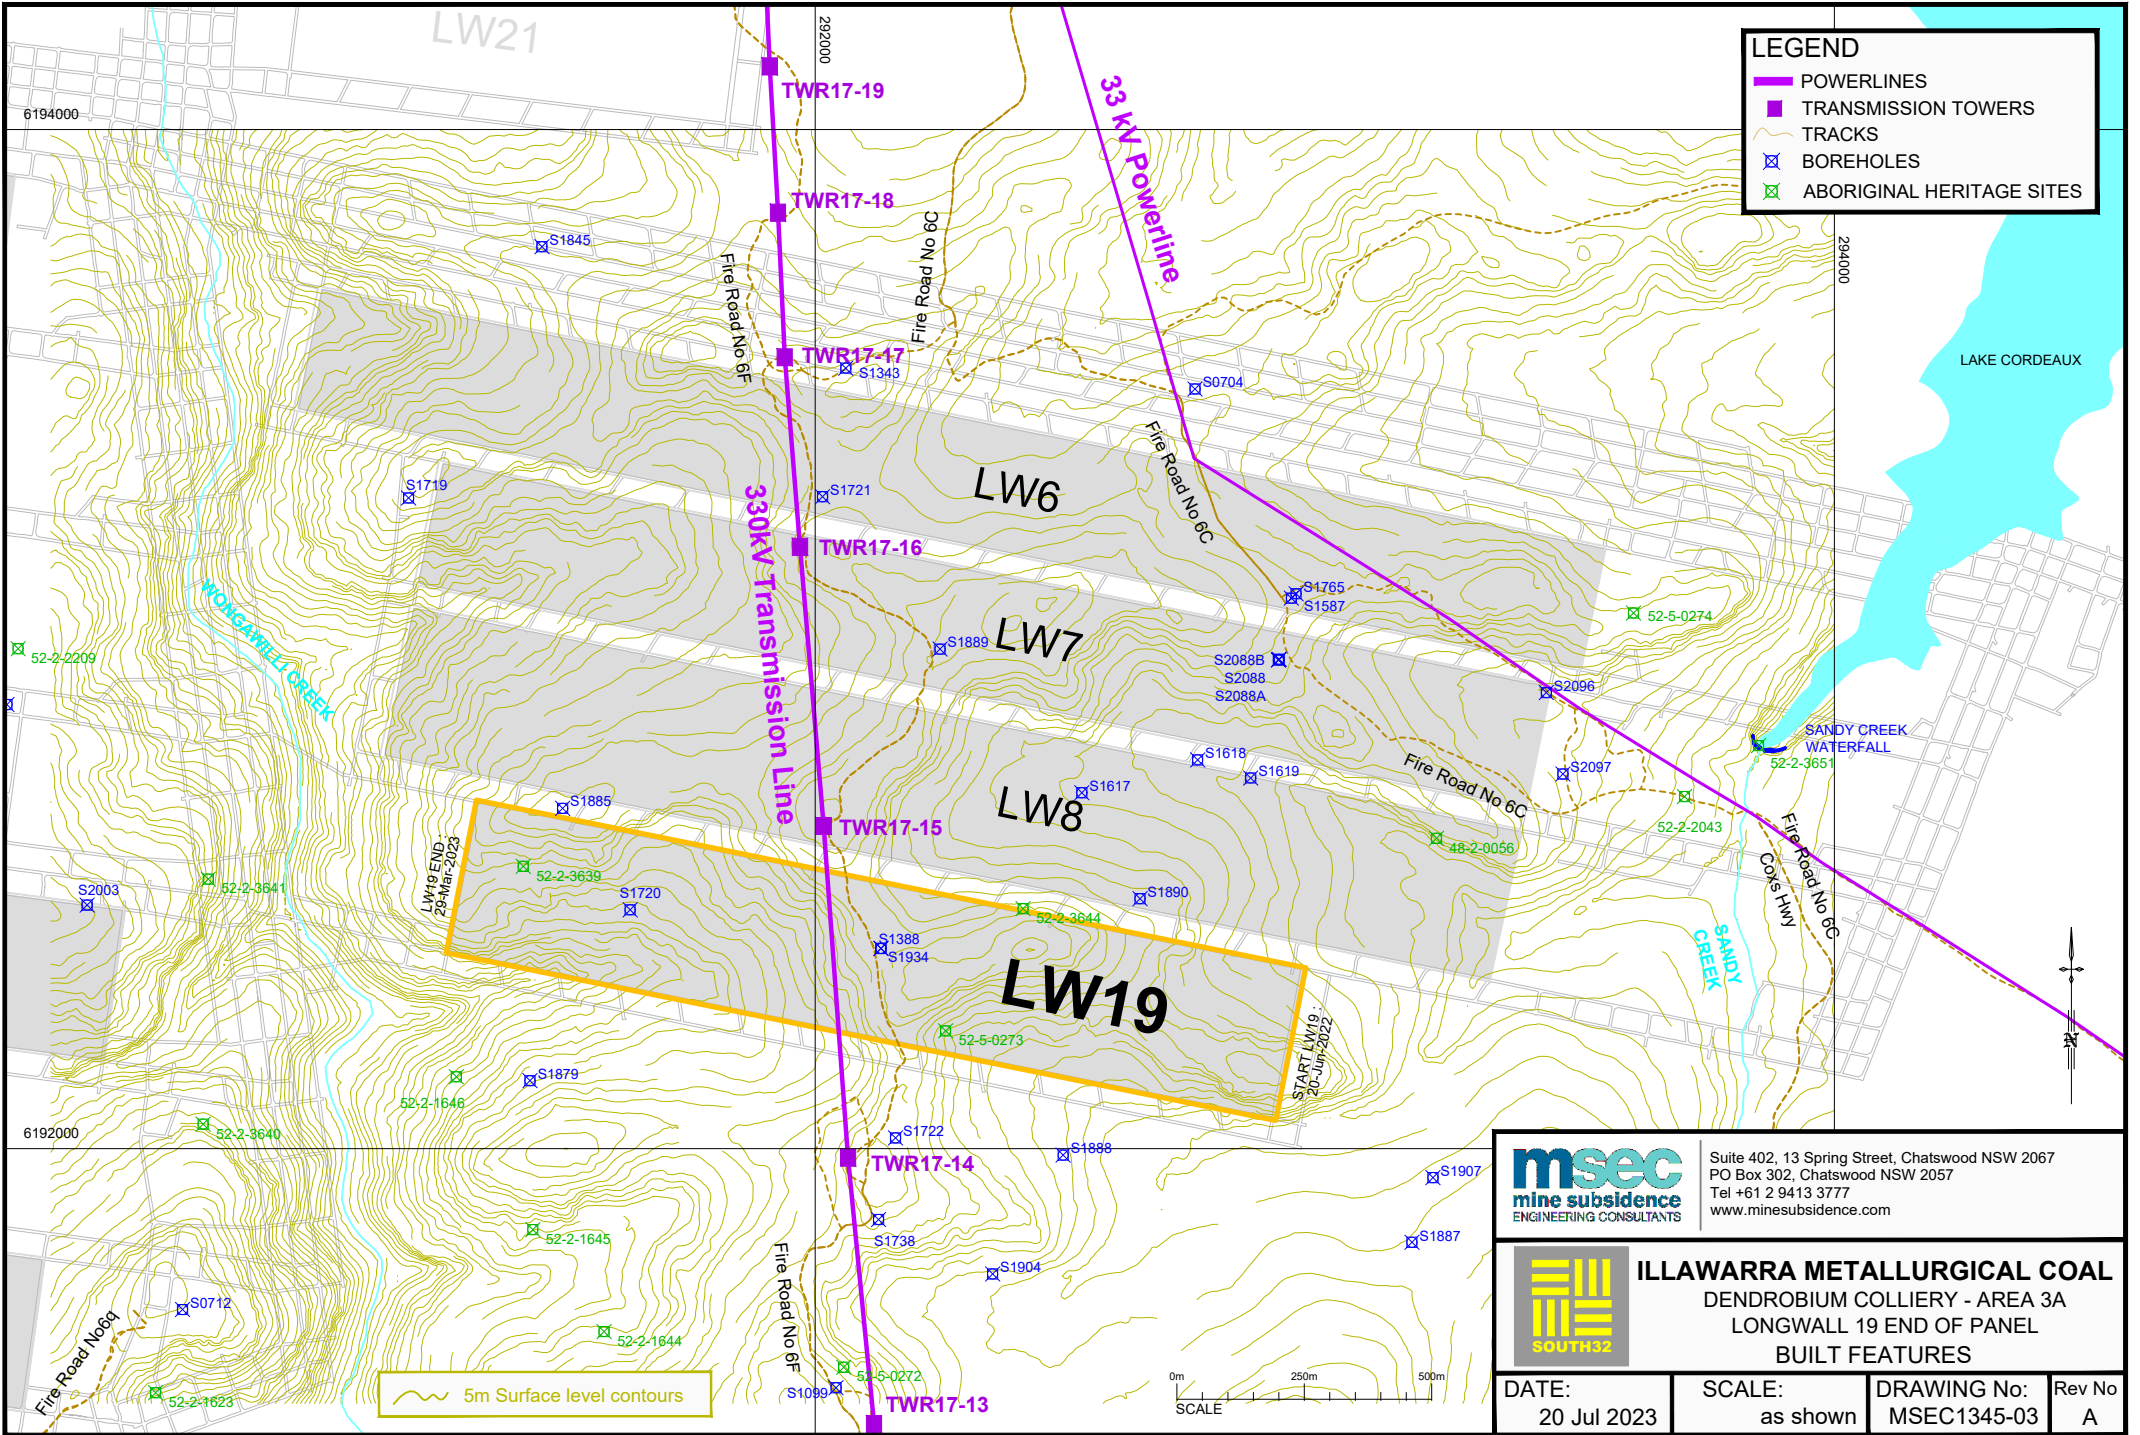 LW21
292000
TWR17-19
33 kV Powerline
LEGEND
POWERLINES
TRANSMISSION TOWERS
TRACKS
BOREHOLES
ABORIGINAL HERITAGE SITES
6194000
TWR17-18
S1845
Fire Road No 6F
Fire Road No 6C
294000
TWR17-17
S1343
S0704
LAKE CORDEAUX
Fire Road No 6C
S1719
S1721
LW6
330kV Transmission Line
TWR17-16
WONGAWILLI CREEK
S1765
S1587
52-5-0274
52-2-2209
S1889
LW7
S2088B
S2088
S2088A
S2096
SANDY CREEK
WATERFALL
52-2-3651
S1618
S1619
S2097
Fire Road No 6C
S1617
LW8
S1885
TWR17-15
52-2-2043
48-2-0056
Fire Road No 6C
Coxs Hwy
LW19 END :
29-Mar-2023
52-2-3639
52-2-3641
S2003
S1720
S1890
52-2-3644
S1388
S1934
SANDY
CREEK
LW19
52-5-0273
START LW19 :
20-Jun-2022
N
S1879
52-2-1646
52-2-3640
6192000
S1722
S1888
TWR17-14
S1907
52-2-1645
S1738
S1887
Fire Road No 6F
S1904
S0712
Fire Road No6q
52-2-1644
52-5-0272
S1099
52-2-1623
TWR17-13
5m Surface level contours
0m
250m
500m
SCALE
msec
mine subsidence
ENGINEERING CONSULTANTS
Suite 402, 13 Spring Street, Chatswood NSW 2067
PO Box 302, Chatswood NSW 2057
Tel +61 2 9413 3777
www.minesubsidence.com
SOUTH32
ILLAWARRA METALLURGICAL COAL
DENDROBIUM COLLIERY - AREA 3A
LONGWALL 19 END OF PANEL
BUILT FEATURES
DATE:
20 Jul 2023
SCALE:
as shown
DRAWING No:
MSEC1345-03
Rev No
A